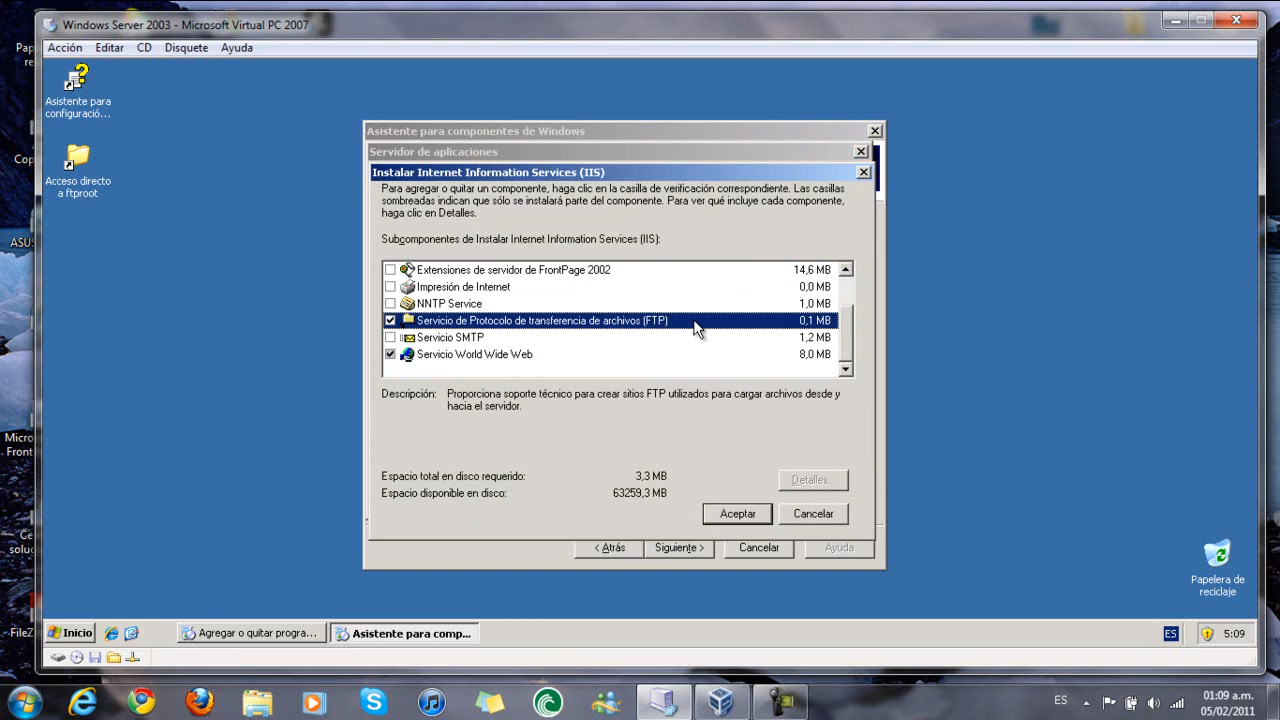 Windows Server 2003 - Microsoft Virtual PC 2007
Acción Editar CD Disquete Ayuda
Asistente para
configuració...
Acceso directo
a ftproot
Asistente para componentes de Windows
Servidor de aplicaciones
Instalar Internet Information Services (IIS)
Para agregar o quitar un componente, haga clic en la casilla de verificación correspondiente. Las casillas
sombreadas indican que sólo se instalará parte del componente. Para ver qué incluye cada componente,
haga clic en Detalles.
Subcomponentes de Instalar Internet Information Services (IIS):
Extensiones de servidor de FrontPage 2002 14,6 MB
Impresión de Internet 0,0 MB
NNTP Service 1,0 MB
Servicio de Protocolo de transferencia de archivos (FTP) 0,1 MB
Servicio SMTP 1,2 MB
Servicio World Wide Web 8,0 MB
Descripción: Proporciona soporte técnico para crear sitios FTP utilizados para cargar archivos desde y
hacia el servidor.
Espacio total en disco requerido: 3,3 MB
Espacio disponible en disco: 63259,3 MB
Detalles...
Aceptar Cancelar
< Atrás Siguiente > Cancelar Ayuda
Papelera de
reciclaje
Inicio Agregar o quitar progra... Asistente para comp... ES 5:09
Pap
re
Cop
ASU
Micro
Front
Ce
solu
FileZ
ES 01:09 a.m.
05/02/2011